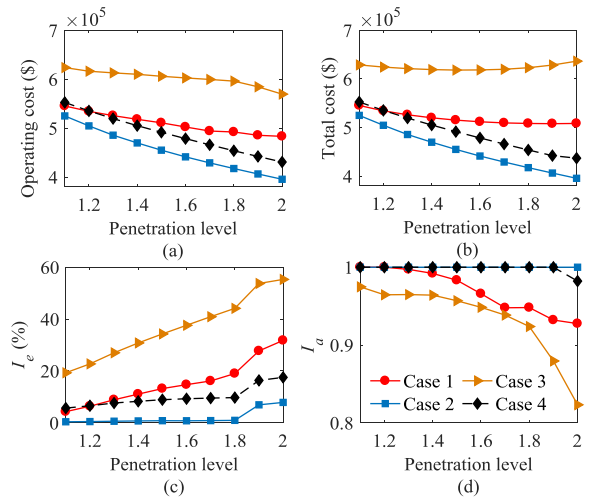 ×10⁵
7
6
5
4
Operating cost ($)
1.2 1.4 1.6 1.8 2
Penetration level
(a)
×10⁵
7
6
5
4
Total cost ($)
1.2 1.4 1.6 1.8 2
Penetration level
(b)
60
40
20
0
I_e (%)
1.2 1.4 1.6 1.8 2
Penetration level
(c)
1
0.9
0.8
I_a
Case 1 Case 3
Case 2 Case 4
1.2 1.4 1.6 1.8 2
Penetration level
(d)